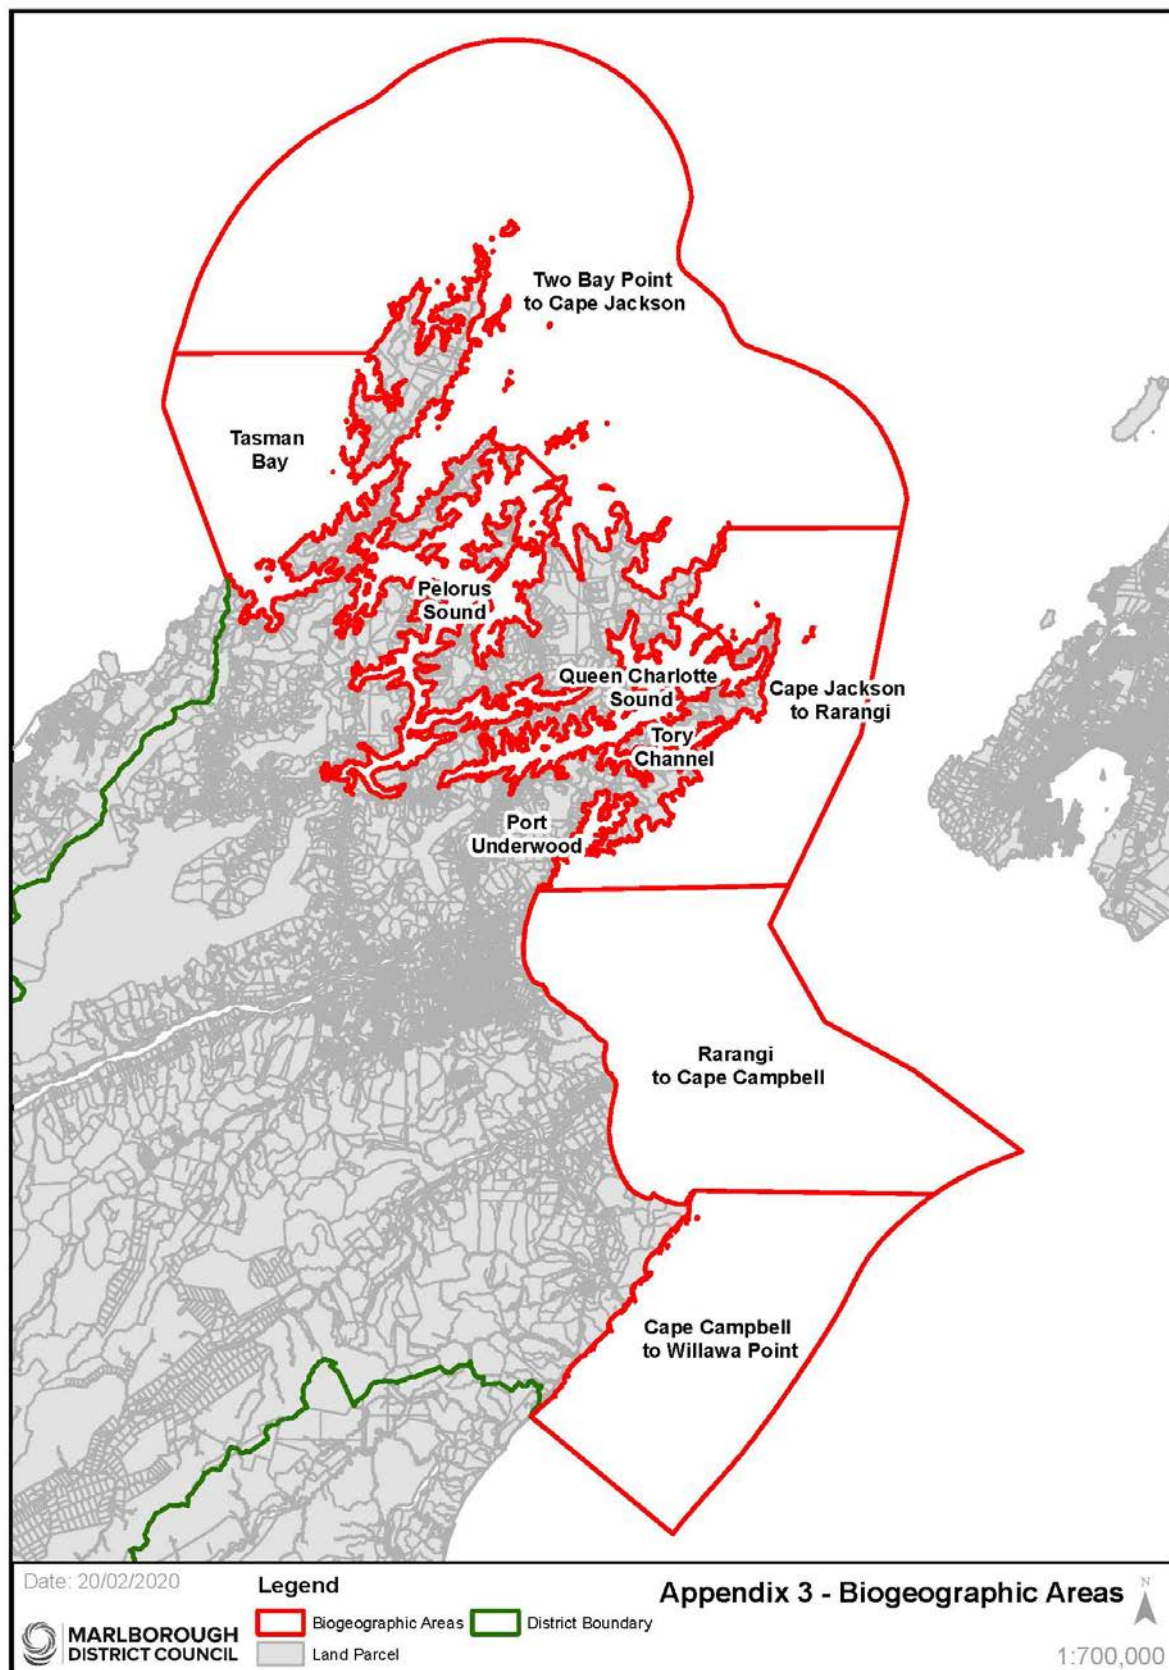 Two Bay Point
to Cape Jackson
Tasman
Bay
Pelorus
Sound
Queen Charlotte
Sound
Cape Jackson
to Rarangi
Tory
Channel
Port
Underwood
Rarangi
to Cape Campbell
Cape Campbell
to Willawa Point
Date: 20/02/2020
Legend
Appendix 3 - Biogeographic Areas
N
Biogeographic Areas
District Boundary
MARLBOROUGH
DISTRICT COUNCIL
Land Parcel
1:700,000